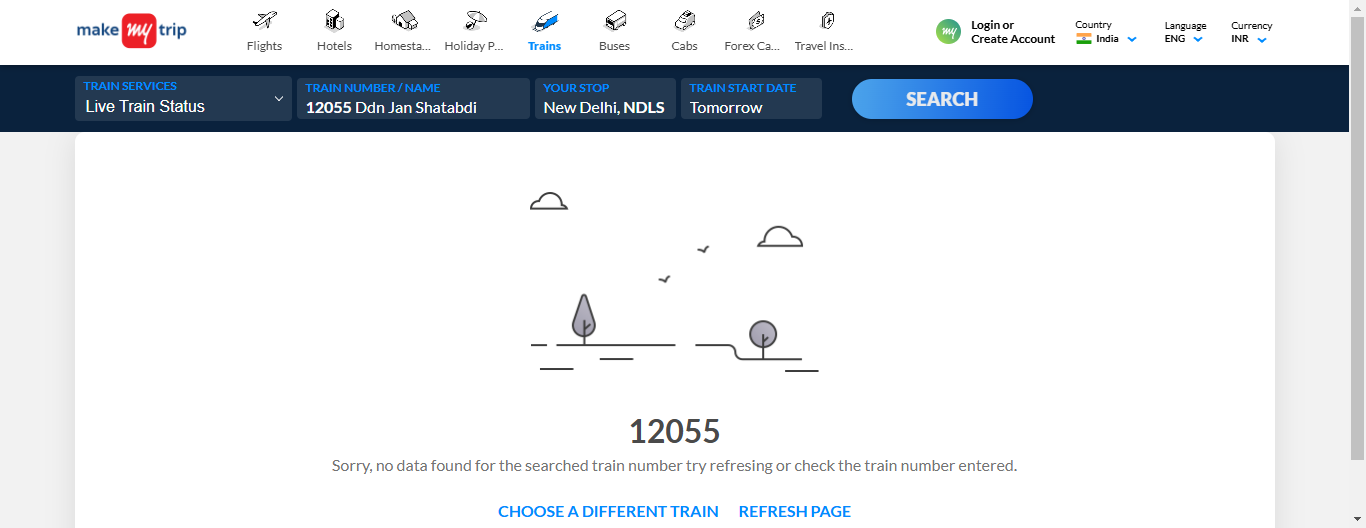 make my trip
Flights
Hotels
Homesta...
Holiday P...
Trains
Buses
Cabs
Forex Ca...
Travel Ins...
my
Login or
Create Account
Country
India
Language
ENG
Currency
INR
TRAIN SERVICES
Live Train Status
TRAIN NUMBER / NAME
12055 Ddn Jan Shatabdi
YOUR STOP
New Delhi, NDLS
TRAIN START DATE
Tomorrow
SEARCH
12055
Sorry, no data found for the searched train number try refresing or check the train number entered.
CHOOSE A DIFFERENT TRAIN REFRESH PAGE